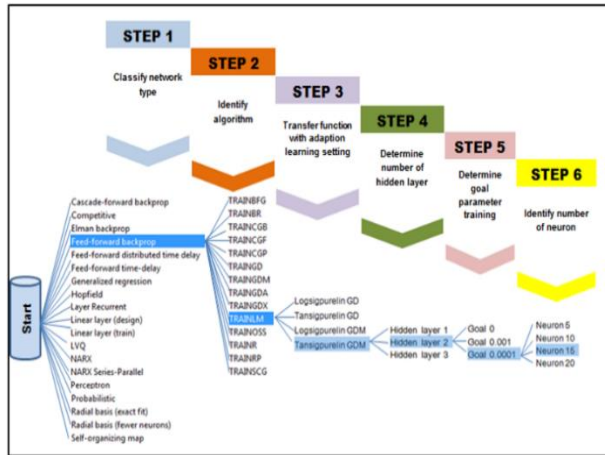 STEP 1
Classify network
type
STEP 2
Identify
algorithm
STEP 3
Transfer function
with adaption
learning setting
STEP 4
Determine
number of
hidden layer
STEP 5
Determine
goal
parameter
training
STEP 6
Identify number
of neuron
Start
Cascade-forward backprop
Competitive
Elman backprop
Feed-forward backprop
Feed-forward distributed time delay
Feed-forward time-delay
Generalized regression
Hopfield
Layer Recurrent
Linear layer (design)
Linear layer (train)
LVQ
NARX
NARX Series-Parallel
Perceptron
Probabilistic
Radial basis (exact fit)
Radial basis (fewer neurons)
Self-organizing map
TRAINBFG
TRAINBR
TRAINCGB
TRAINCGF
TRAINCGP
TRAINGD
TRAINGDM
TRAINGDA
TRAINGDX
TRAINLM
TRAINOSS
TRAINR
TRAINRP
TRAINSCG
Logsigpurelin GD
Tansigpurelin GD
Logsigpurelin GDM
Tansigpurelin GDM
Hidden layer 1
Hidden layer 2
Hidden layer 3
Goal 0
Goal 0.001
Goal 0.0001
Neuron 5
Neuron 10
Neuron 15
Neuron 20